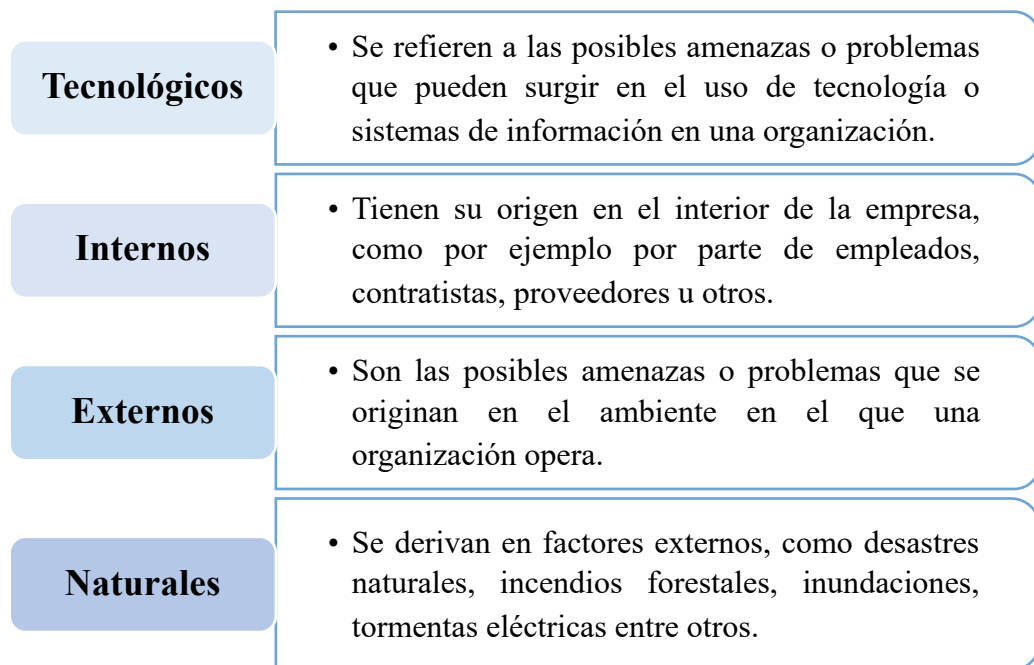 Tecnológicos
• Se refieren a las posibles amenazas o problemas
que pueden surgir en el uso de tecnología o
sistemas de información en una organización.
Internos
• Tienen su origen en el interior de la empresa,
como por ejemplo por parte de empleados,
contratistas, proveedores u otros.
Externos
• Son las posibles amenazas o problemas que se
originan en el ambiente en el que una
organización opera.
Naturales
• Se derivan en factores externos, como desastres
naturales, incendios forestales, inundaciones,
tormentas eléctricas entre otros.